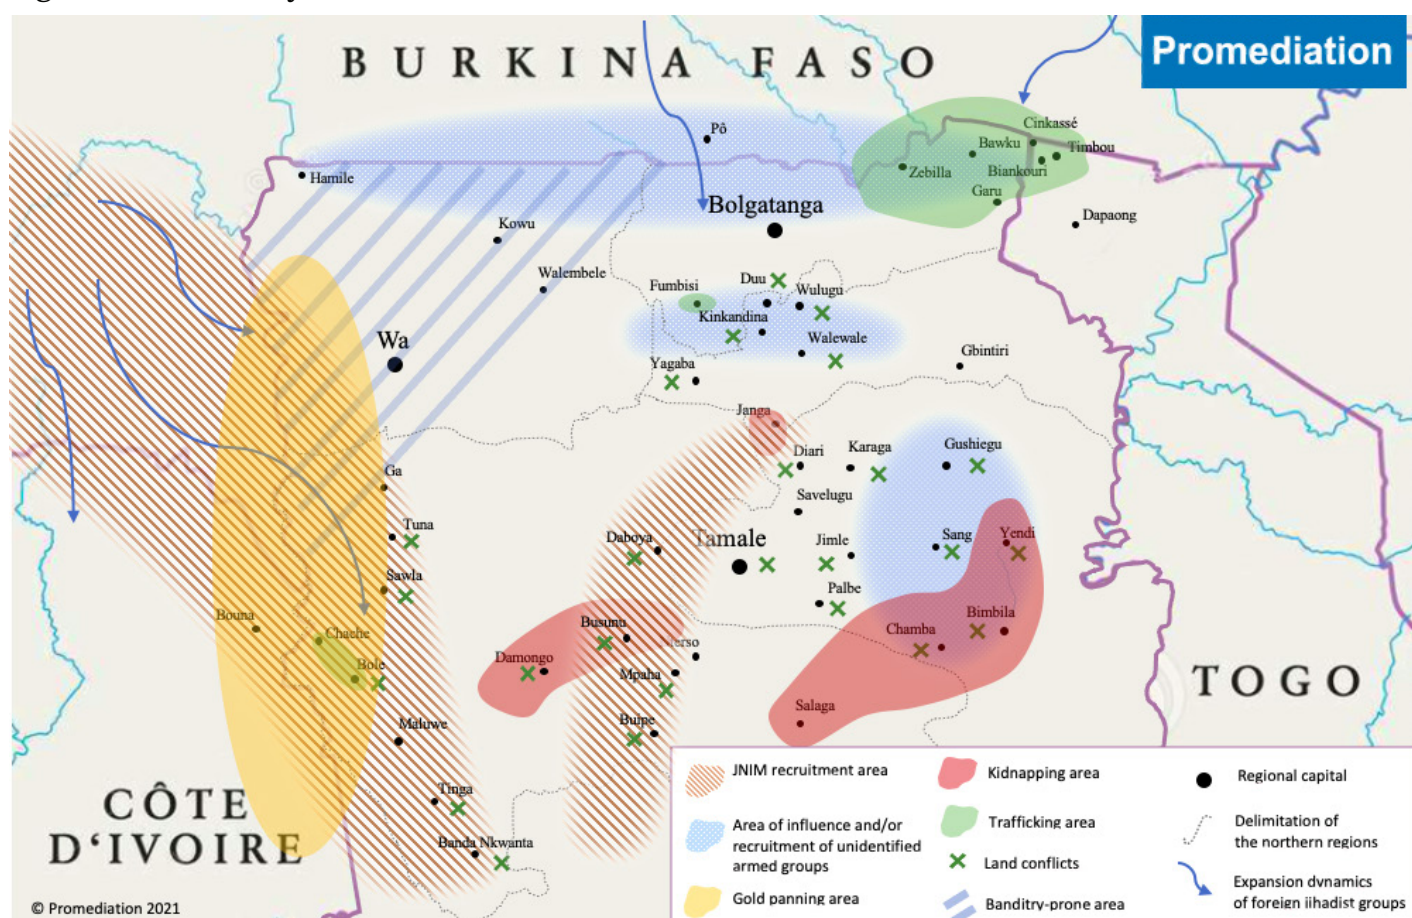 Promediation
BURKINA FASO
Cinkassé
Pô
Bawku
Timbou
Zebilla
Biankouri
Hamile
Garu
Bolgatanga
Dapaong
Kowu
Walembele
Duu
Fumbisi
Wulugu
Kinkandina
Wa
Walewale
Gbintiri
Yagaba
Janga
Diari
Karaga
Gushiegu
Ga
Savelugu
Tuna
Daboya
Tamale
Jimle
Sang
Yendi
Sawla
Palbe
Bouna
Chache
Busunu
Bimbila
Chamba
Bole
Damongo
Mpaha
TOGO
Salaga
Maluwe
Buipe
CÔTE
D'IVOIRE
Tinga
Banda Nkwanta
JNIM recruitment area
Area of influence and/or
recruitment of unidentified
armed groups
Gold panning area
Kidnapping area
Trafficking area
Land conflicts
Banditry-prone area
Regional capital
Delimitation of
the northern regions
Expansion dynamics
of foreign jihadist groups
© Promediation 2021